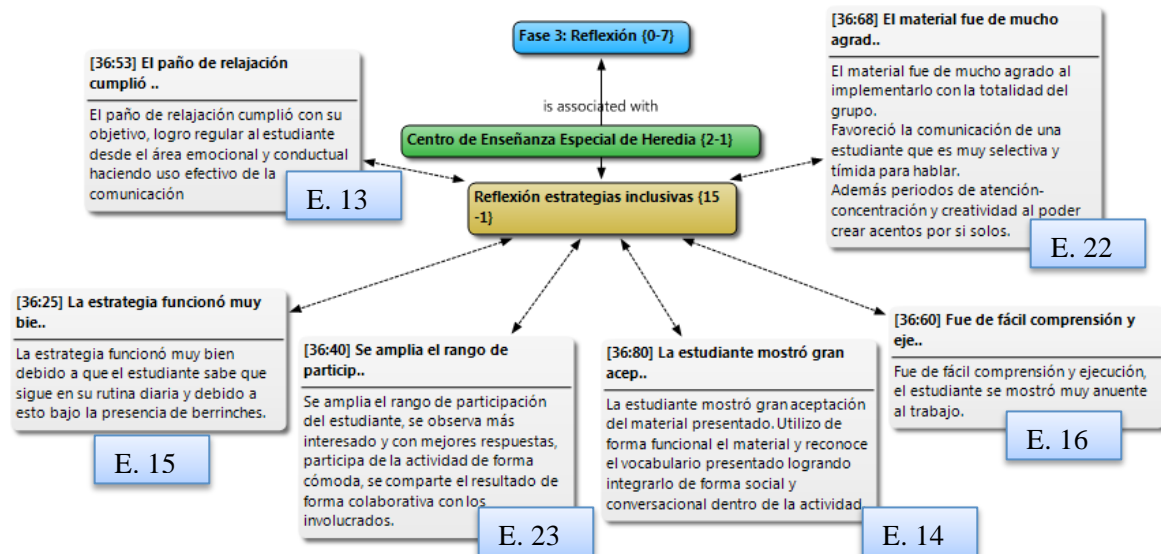 Fase 3: Reflexión {0-7}
is associated with
Centro de Enseñanza Especial de Heredia {2-1}
Reflexión estrategias inclusivas {15
-1}
[36:53] El paño de relajación
cumplió ..
El paño de relajación cumplió con su
objetivo, logro regular al estudiante
desde el área emocional y conductual
haciendo uso efectivo de la
comunicación
E. 13
[36:68] El material fue de mucho
agrad..
El material fue de mucho agrado al
implementarlo con la totalidad del
grupo.
Favoreció la comunicación de una
estudiante que es muy selectiva y
tímida para hablar.
Además periodos de atención-
concentración y creatividad al poder
crear acentos por si solos.
E. 22
[36:25] La estrategia funcionó muy
bie..
La estrategia funcionó muy bien
debido a que el estudiante sabe que
sigue en su rutina diaria y debido a
esto bajo la presencia de berrinches.
E. 15
[36:40] Se amplia el rango de
particip..
Se amplia el rango de participación
del estudiante, se observa más
interesado y con mejores respuestas,
participa de la actividad de forma
cómoda, se comparte el resultado de
forma colaborativa con los
involucrados.
E. 23
[36:80] La estudiante mostró gran
acep..
La estudiante mostró gran aceptación
del material presentado. Utilizo de
forma funcional el material y reconoce
el vocabulario presentado logrando
integrarlo de forma social y
conversacional dentro de la actividad
E. 14
[36:60] Fue de fácil comprensión y
eje..
Fue de fácil comprensión y ejecución,
el estudiante se mostró muy anuente
al trabajo.
E. 16